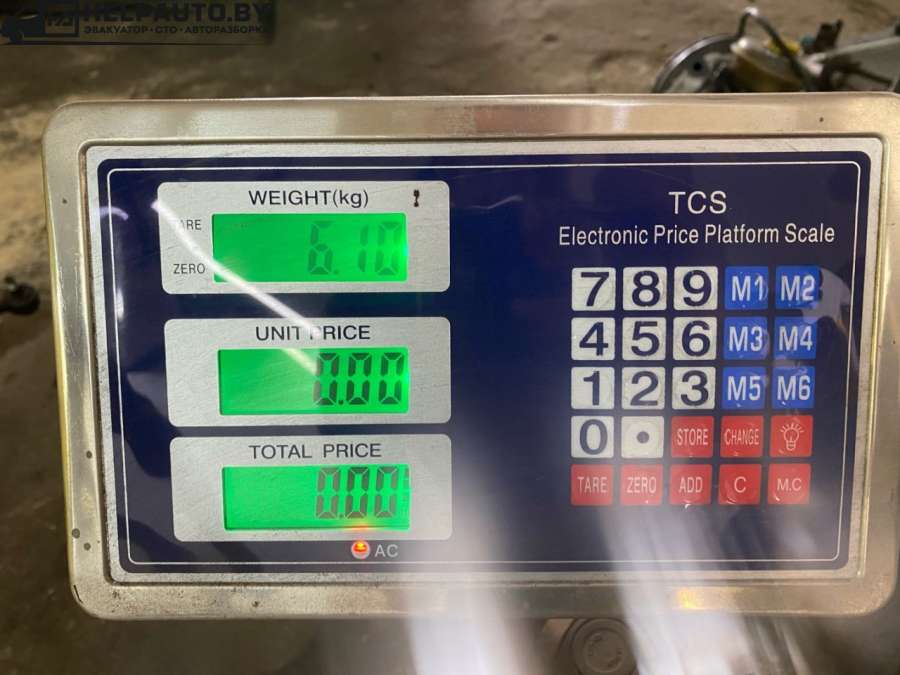 HELPAUTO.BY
ЭВАКУАТОР•СТО•АВТОРАЗБОРКА
WEIGHT(kg)
TARE
6.10
ZERO
UNIT PRICE
0.00
TOTAL PRICE
0.00
AC
TCS
Electronic Price Platform Scale
7 8 9 M1 M2
4 5 6 M3 M4
1 2 3 M5 M6
0 • STORE CHANGE
TARE ZERO ADD C M.C